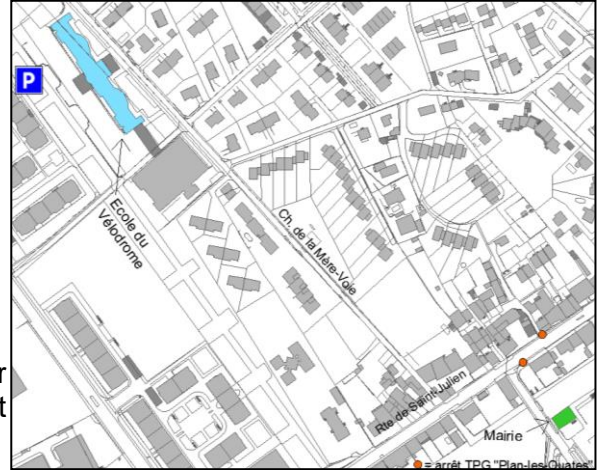 P
Ecole du
Vélodrome
Ch. de la Mère-Voie
r
t
Rte de Saint-Julien
Mairie
= arrêt TPG "Plan-les-Ouates"